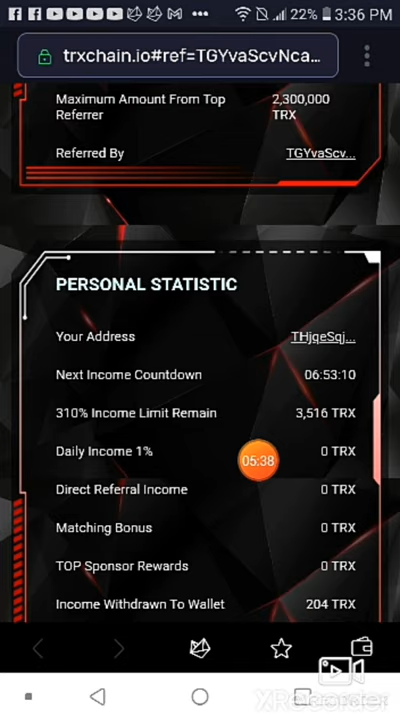 22% 3:36 PM
trxchain.io#ref=TGYvaScvNca...
Maximum Amount From Top Referrer 2,300,000 TRX
Referred By TGYvaScv...
PERSONAL STATISTIC
Your Address THjqeSqj...
Next Income Countdown 06:53:10
310% Income Limit Remain 3,516 TRX
Daily Income 1% 0 TRX
05:38
Direct Referral Income 0 TRX
Matching Bonus 0 TRX
TOP Sponsor Rewards 0 TRX
Income Withdrawn To Wallet 204 TRX
XRecorder